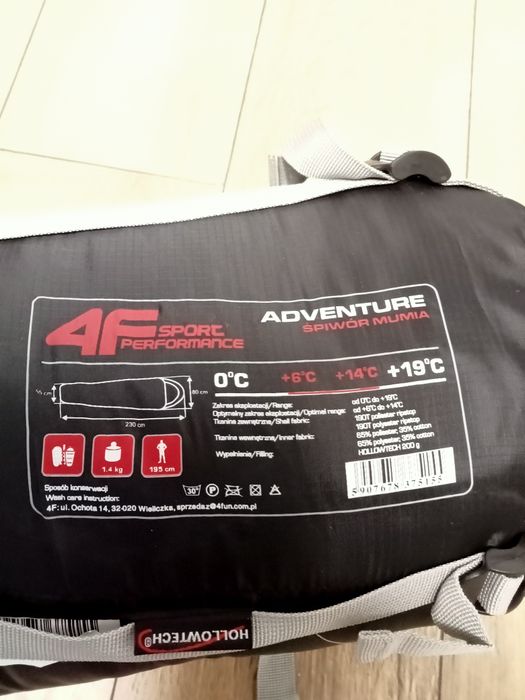 4F SPORT
PERFORMANCE
ADVENTURE
ŚPIWÓR MUMIA
0°C +6°C +14°C +19°C
Zakres eksploatacji/Range: od 0°C do +19°C
Optymalny zakres eksploatacji/Optimal range: od +6°C do +14°C
Tkanina zewnętrzna/Shell fabric: 190T polyester ripstop
190T polyester ripstop
Tkanina wewnętrzna/Inner fabric: 65% poliester, 35% cotton
65% poliester, 35% cotton
Wypełnienie/Filling: HOLLOWTECH 200 g
cm
80 cm
230 cm
1.4 kg
195 cm
Sposób konserwacji
Wash care instruction:
30°
P
4F: ul. Ochota 14, 32-020 Wieliczka, sprzedaz@4fun.com.pl
5907678 375155
HOLLOWTECH®